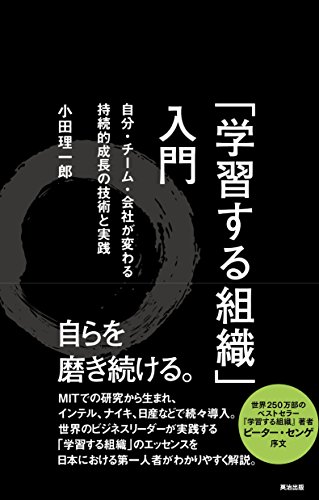 「学習する組織」
入門
自分・チーム・会社が変わる
持続的成長の技術と実践
小田理一郎
自らを
磨き続ける。
MITでの研究から生まれ、
インテル、ナイキ、日産などで続々導入。
世界のビジネスリーダーが実践する
「学習する組織」のエッセンスを
日本における第一人者がわかりやすく解説。
世界250万部の
ベストセラー
『学習する組織』著者
ピーター・センゲ
序文
英治出版